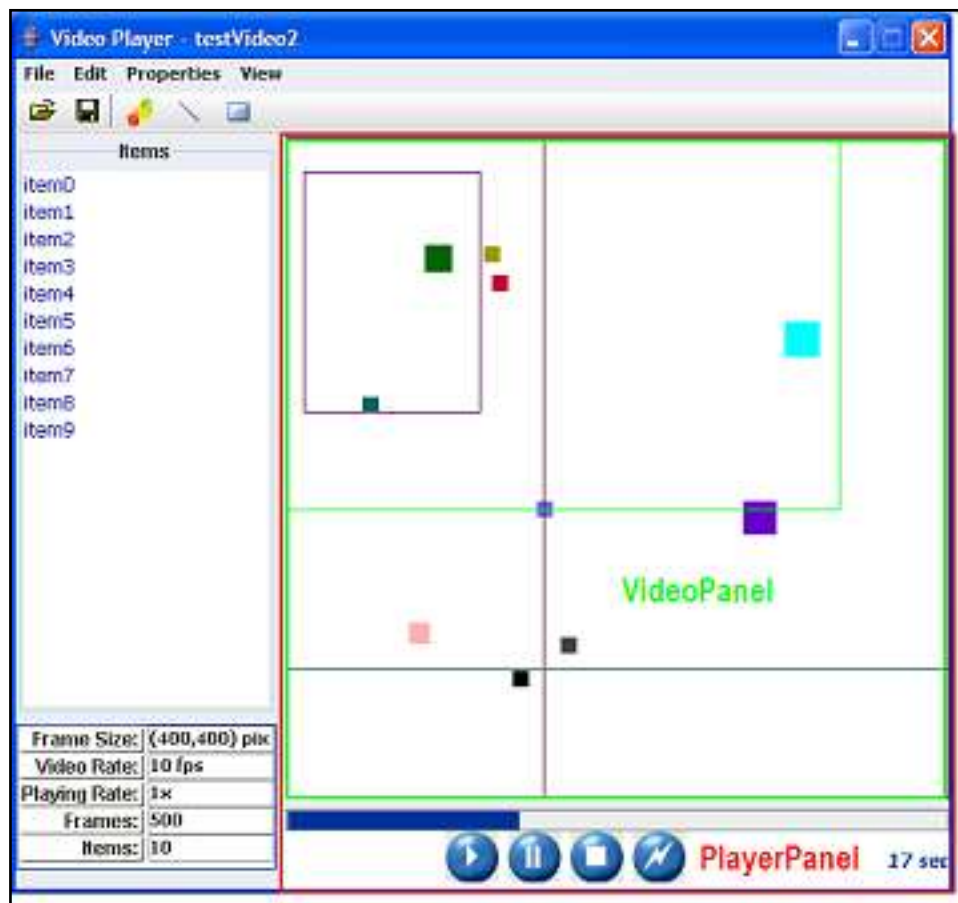 Video Player - testVideo2
File Edit Properties View
Items
item0
item1
item2
item3
item4
item5
item6
item7
item8
item9
VideoPanel
Frame Size: (400,400) pix
Video Rate: 10 fps
Playing Rate: 1x
Frames: 500
Items: 10
PlayerPanel 17 sec